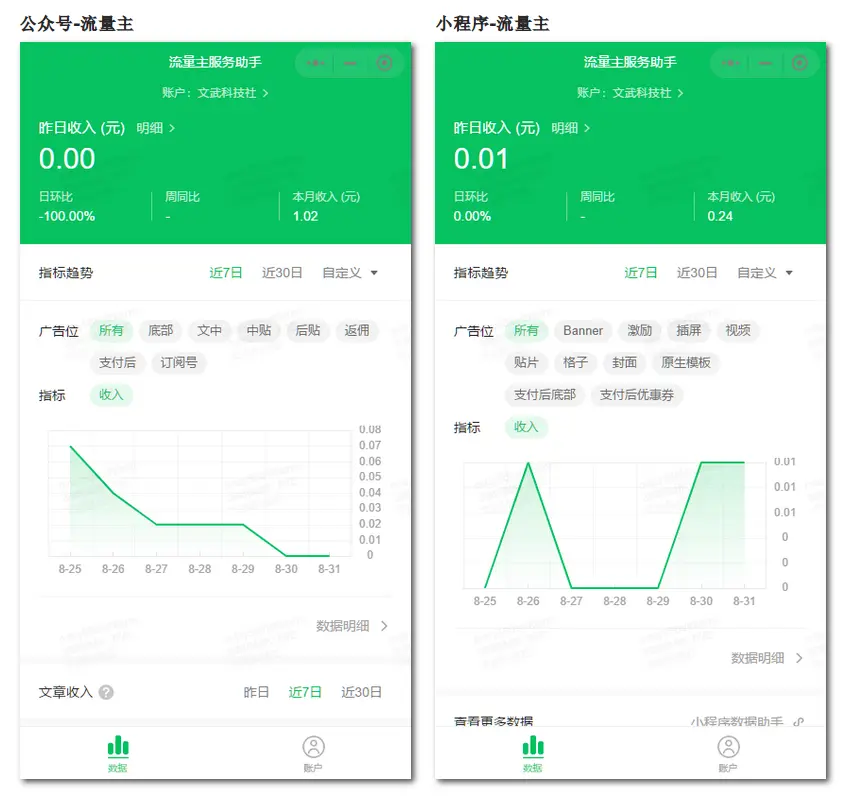 公众号-流量主
流量主服务助手
账户：文武科技社
昨日收入 (元) 明细
0.00
日环比 周同比 本月收入 (元)
-100.00% - 1.02
指标趋势 近7日 近30日 自定义
广告位 所有 底部 文中 中贴 后贴 返佣
支付后 订阅号
指标 收入
0.08
0.07
0.06
0.05
0.04
0.03
0.02
0.01
0
8-25 8-26 8-27 8-28 8-29 8-30 8-31
数据明细
文章收入 ? 昨日 近7日 近30日
数据 账户
小程序-流量主
流量主服务助手
账户：文武科技社
昨日收入 (元) 明细
0.01
日环比 周同比 本月收入 (元)
0.00% - 0.24
指标趋势 近7日 近30日 自定义
广告位 所有 Banner 激励 插屏 视频
贴片 格子 封面 原生模板
支付后底部 支付后优惠券
指标 收入
0.01
0.01
0.01
0
0
0
8-25 8-26 8-27 8-28 8-29 8-30 8-31
数据明细
查看更多数据 小程序数据助手
数据 账户